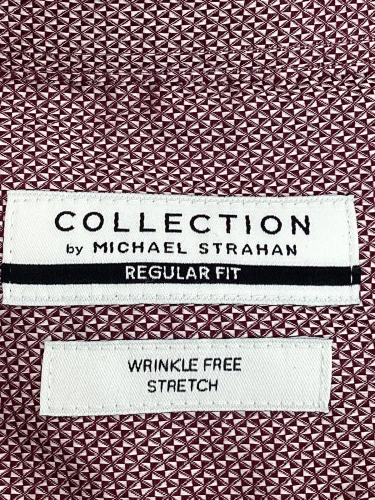 COLLECTION
by MICHAEL STRAHAN
REGULAR FIT
WRINKLE FREE
STRETCH